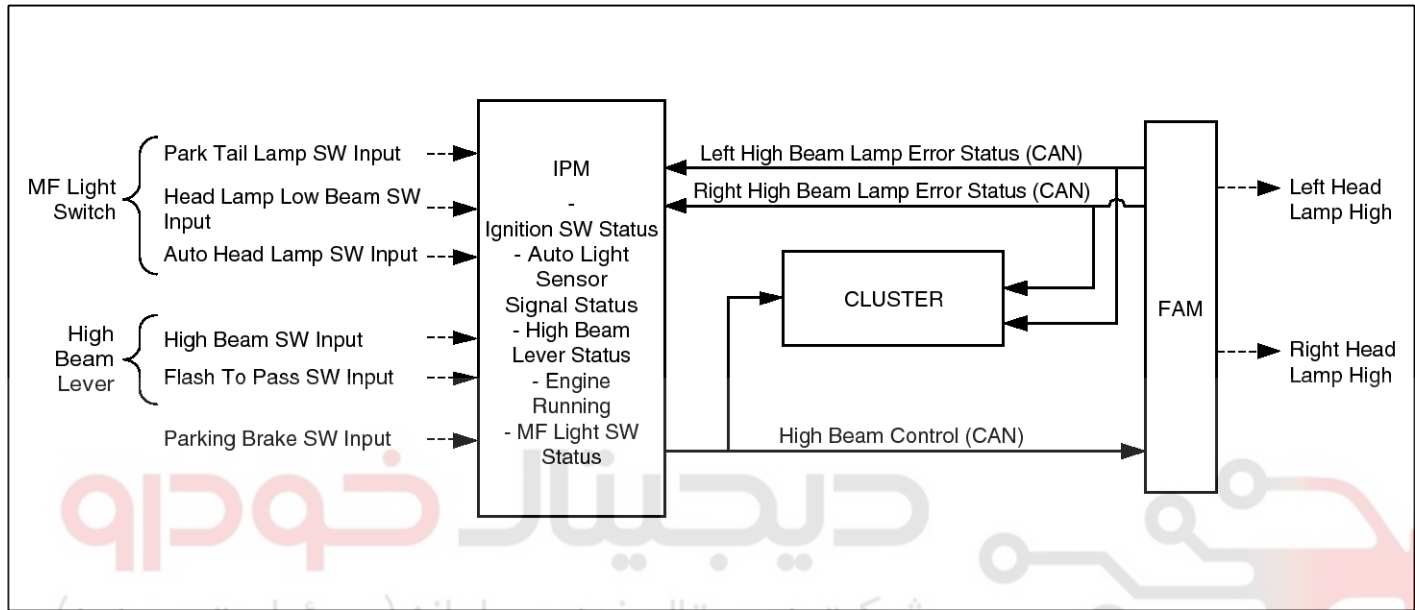 MF Light
Switch
Park Tail Lamp SW Input
Head Lamp Low Beam SW
Input
Auto Head Lamp SW Input
High
Beam
Lever
High Beam SW Input
Flash To Pass SW Input
Parking Brake SW Input
IPM
-
Ignition SW Status
- Auto Light
Sensor
Signal Status
- High Beam
Lever Status
- Engine
Running
- MF Light SW
Status
Left High Beam Lamp Error Status (CAN)
Right High Beam Lamp Error Status (CAN)
CLUSTER
High Beam Control (CAN)
FAM
Left Head
Lamp High
Right Head
Lamp High
دیجیتال خودرو